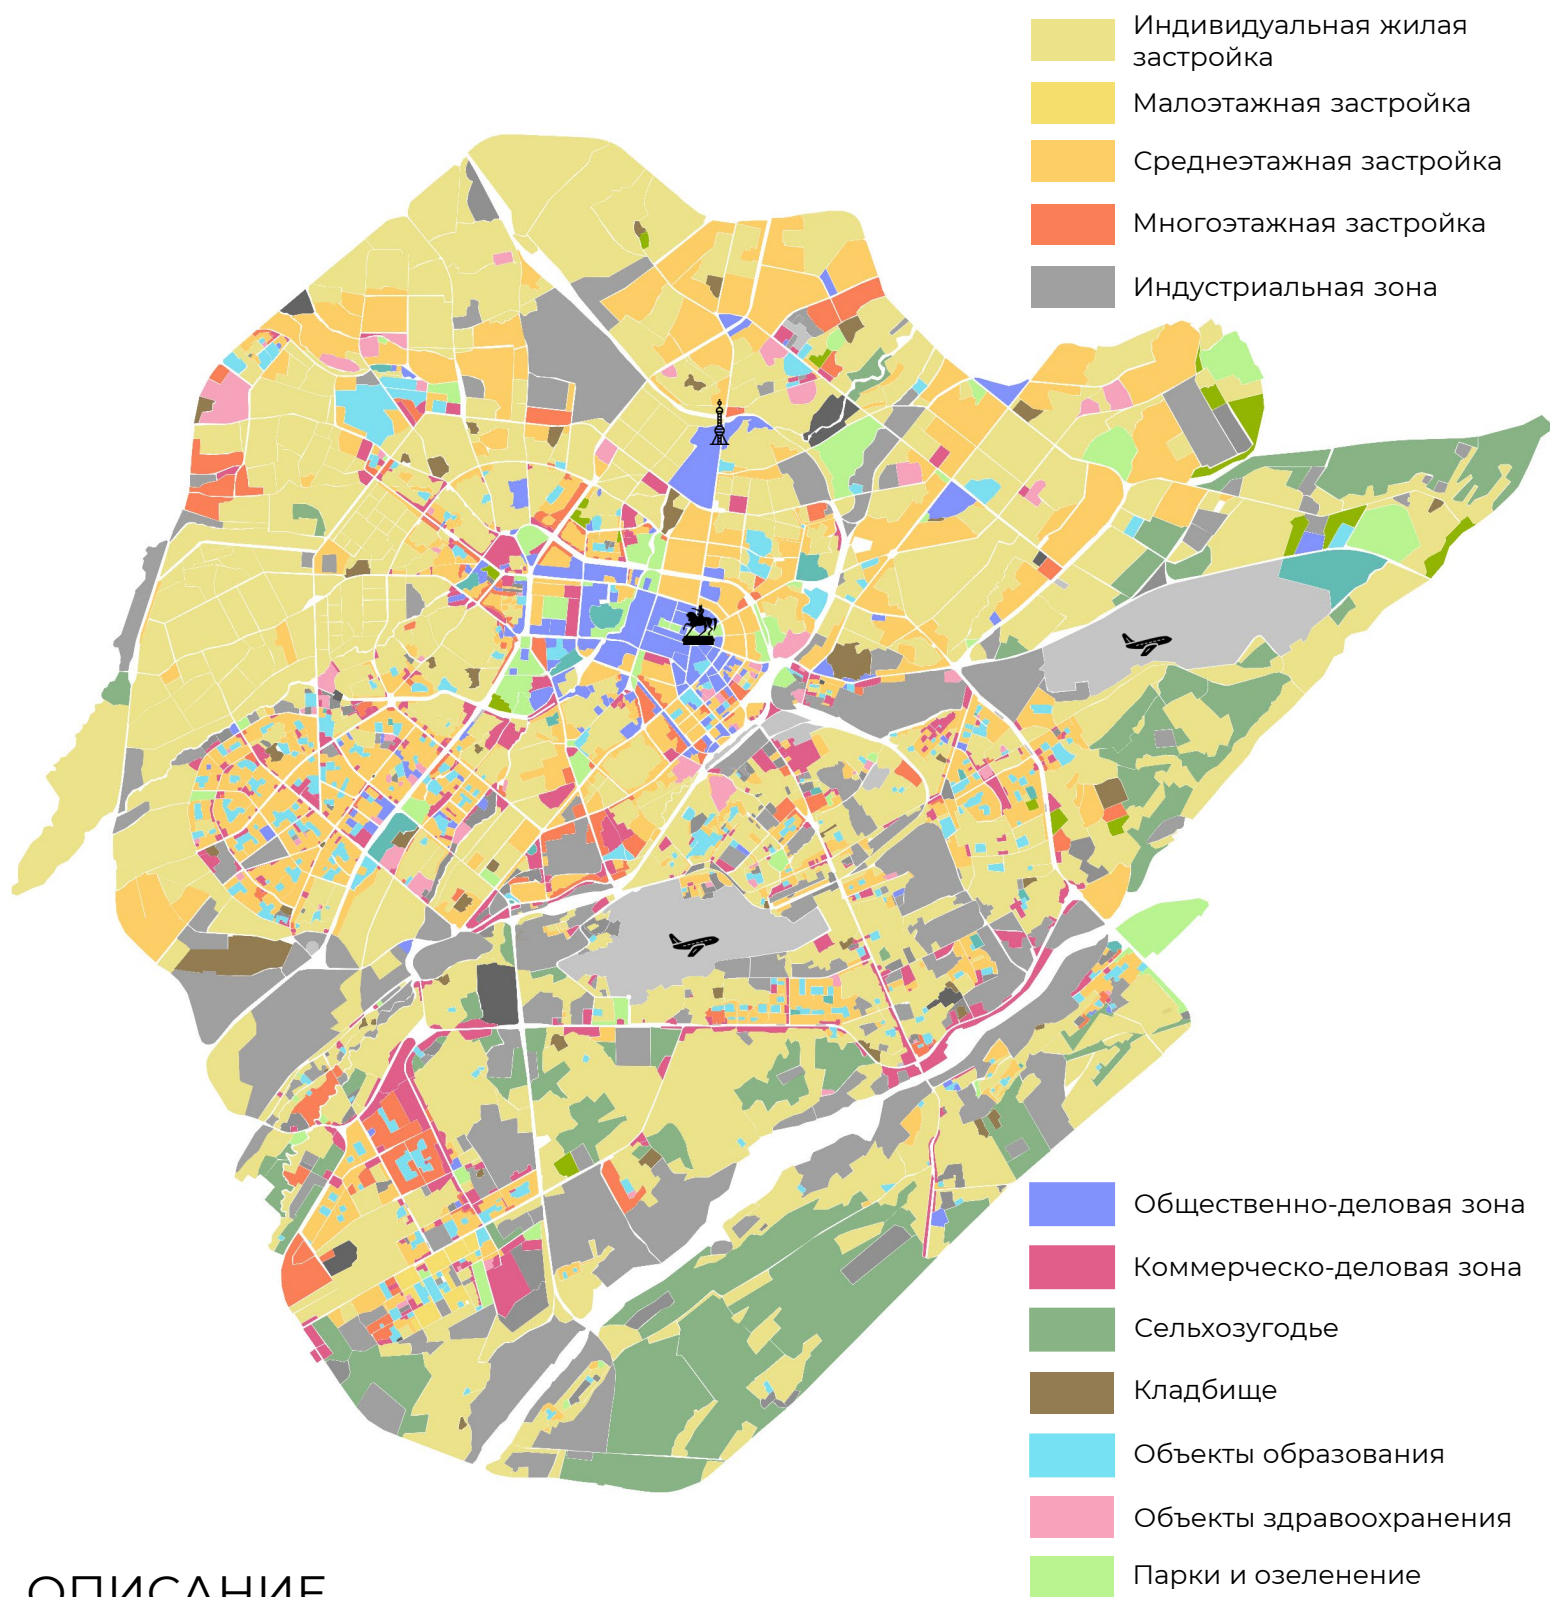 Индивидуальная жилая
застройка
Малоэтажная застройка
Среднеэтажная застройка
Многоэтажная застройка
Индустриальная зона
Общественно-деловая зона
Коммерческо-деловая зона
Сельхозугодье
Кладбище
Объекты образования
Объекты здравоохранения
Парки и озеленение
ОПИСАНИЕ